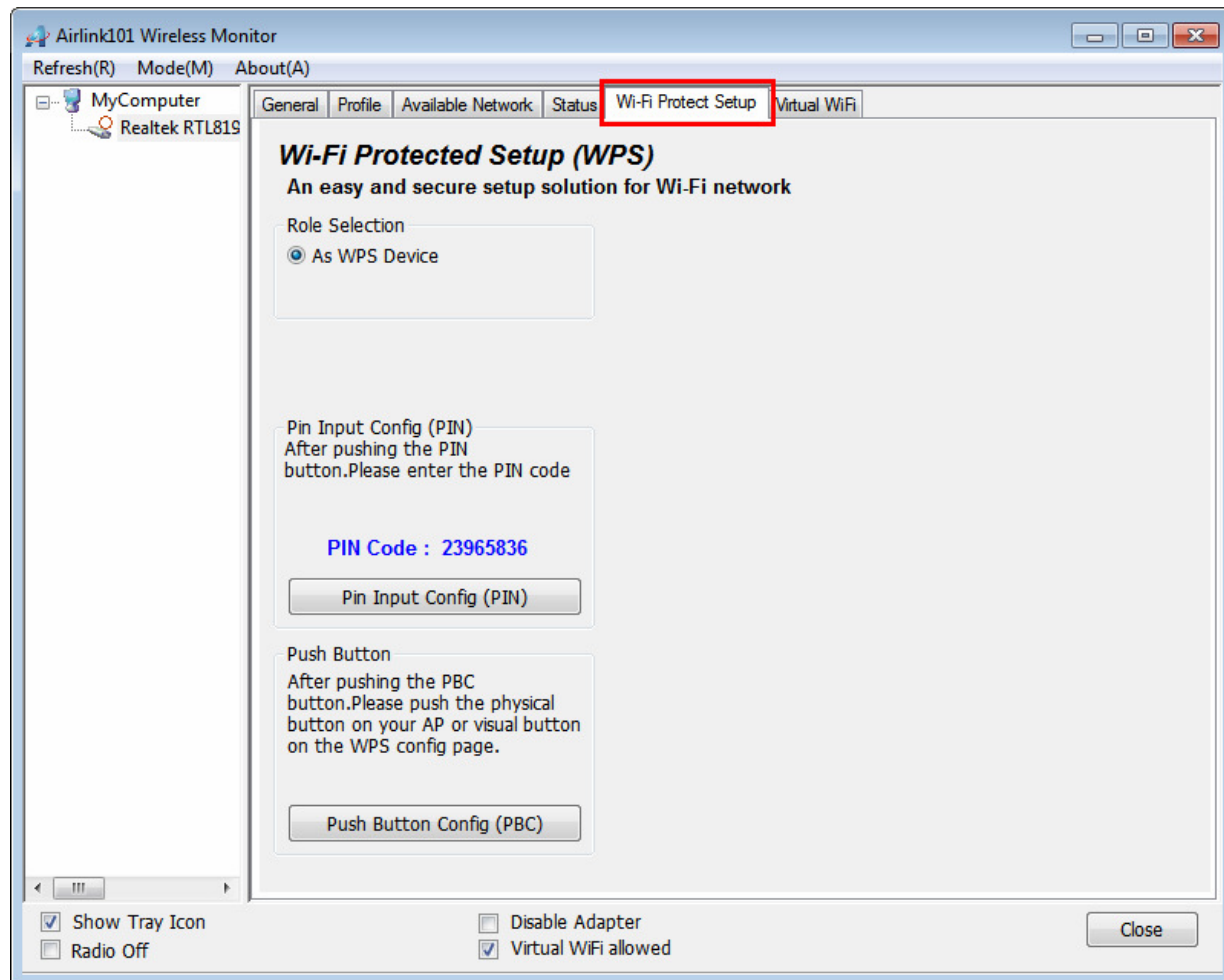 Airlink101 Wireless Monitor
Refresh(R) Mode(M) About(A)
MyComputer
Realtek RTL819
General Profile Available Network Status Wi-Fi Protect Setup Virtual WiFi
Wi-Fi Protected Setup (WPS)
An easy and secure setup solution for Wi-Fi network
Role Selection
As WPS Device
Pin Input Config (PIN)
After pushing the PIN
button.Please enter the PIN code
PIN Code : 23965836
Pin Input Config (PIN)
Push Button
After pushing the PBC
button.Please push the physical
button on your AP or visual button
on the WPS config page.
Push Button Config (PBC)
Show Tray Icon
Radio Off
Disable Adapter
Virtual WiFi allowed
Close